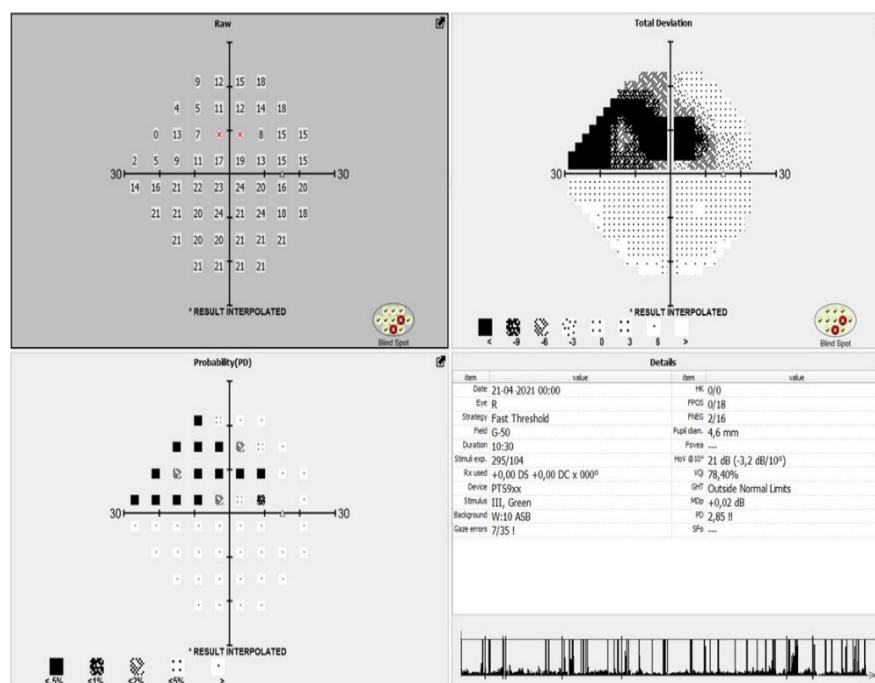 Raw
9 12 15 18
4 5 11 12 14 18
0 13 7 x x 8 15 15
2 5 9 11 17 19 13 15 15
30 30
14 16 21 22 23 24 20 16 20
21 21 20 24 21 24 18 18
21 20 20 21 21 21
21 21 21 21
* RESULT INTERPOLATED
Blind Spot
Total Deviation
30 30
* RESULT INTERPOLATED
< -9 -6 -3 0 3 5 >
Blind Spot
Probability(PD)
30 30
* RESULT INTERPOLATED
<.5% <1% <2% <5% >
Details
item value item value
Date 21-04-2021 00:00 HK 0/0
Eye R FPOS 0/18
Strategy Fast Threshold FNEG 2/16
Field G-50 Pupil diam. 4,6 mm
Duration 10:30 Fovea ---
Stimuli exp. 295/104 HoV @10° 21 dB (-3,2 dB/10°)
Rx used +0,00 DS +0,00 DC x 000° VQi 78,40%
Device PTS9xx GHT Outside Normal Limits
Stimulus III, Green MDp +0,02 dB
Background W:10 ASB PD 2,85 !!
Gaze errors 7/35 ! SFo ---